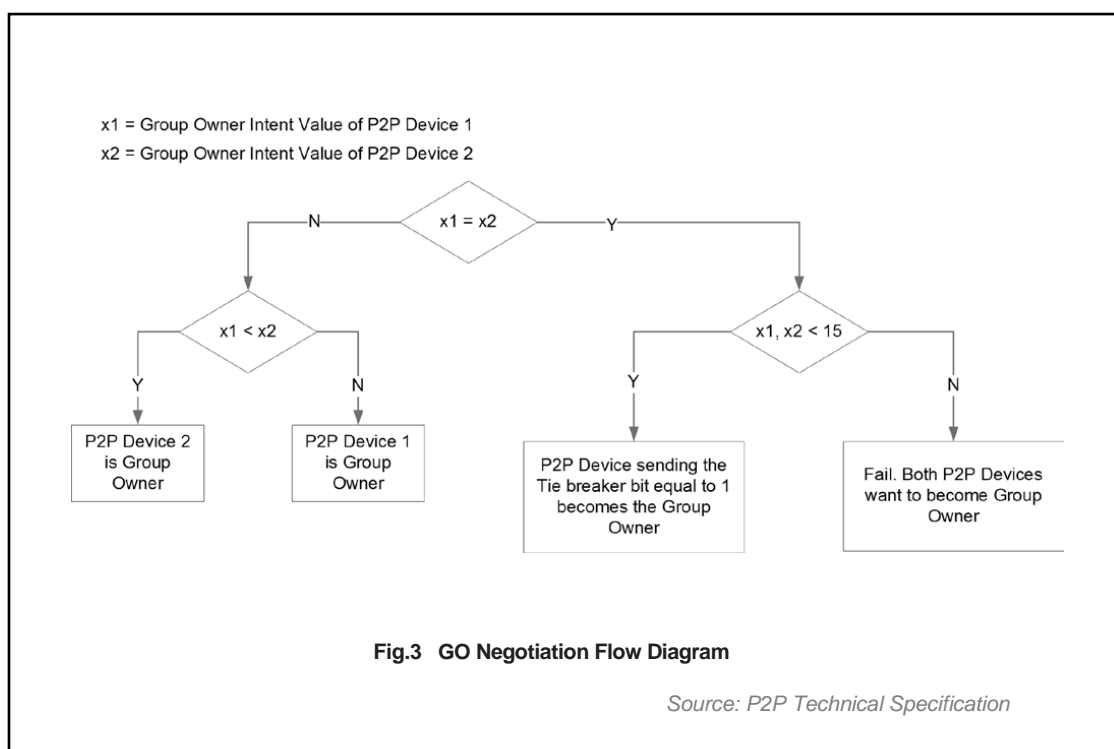 x1 = Group Owner Intent Value of P2P Device 1
x2 = Group Owner Intent Value of P2P Device 2
x1 = x2
N
Y
x1 < x2
x1, x2 < 15
Y
N
Y
N
P2P Device 2
is Group
Owner
P2P Device 1
is Group
Owner
P2P Device sending the
Tie breaker bit equal to 1
becomes the Group
Owner
Fail. Both P2P Devices
want to become Group
Owner
Fig.3 GO Negotiation Flow Diagram
Source: P2P Technical Specification